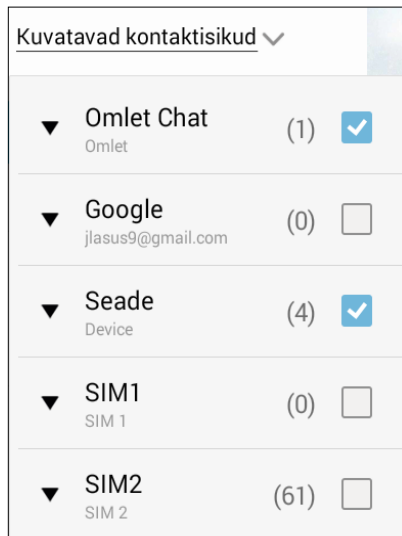 Kuvatavad kontaktisikud
Omlet Chat
Omlet
(1)
Google
jlasus9@gmail.com
(0)
Seade
Device
(4)
SIM1
SIM 1
(0)
SIM2
SIM 2
(61)